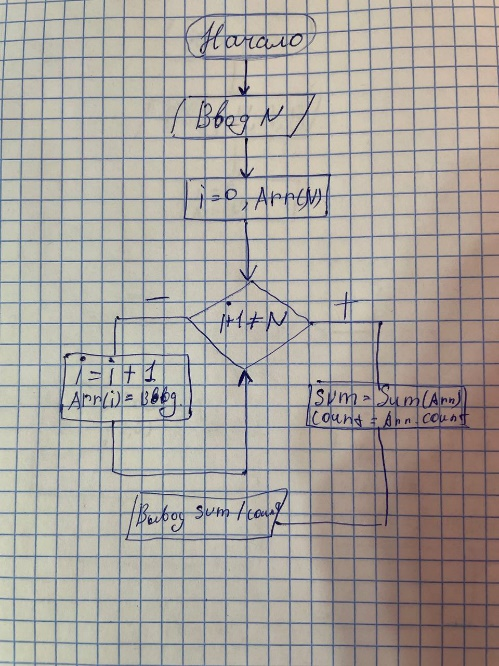 Начало
Ввод N
i=0, Arr(N)
−
i+1≠N
+
i = i + 1
Arr(i) = Ввод
Sum = Sum(Arr)
Count = Arr.count
Вывод sum / count